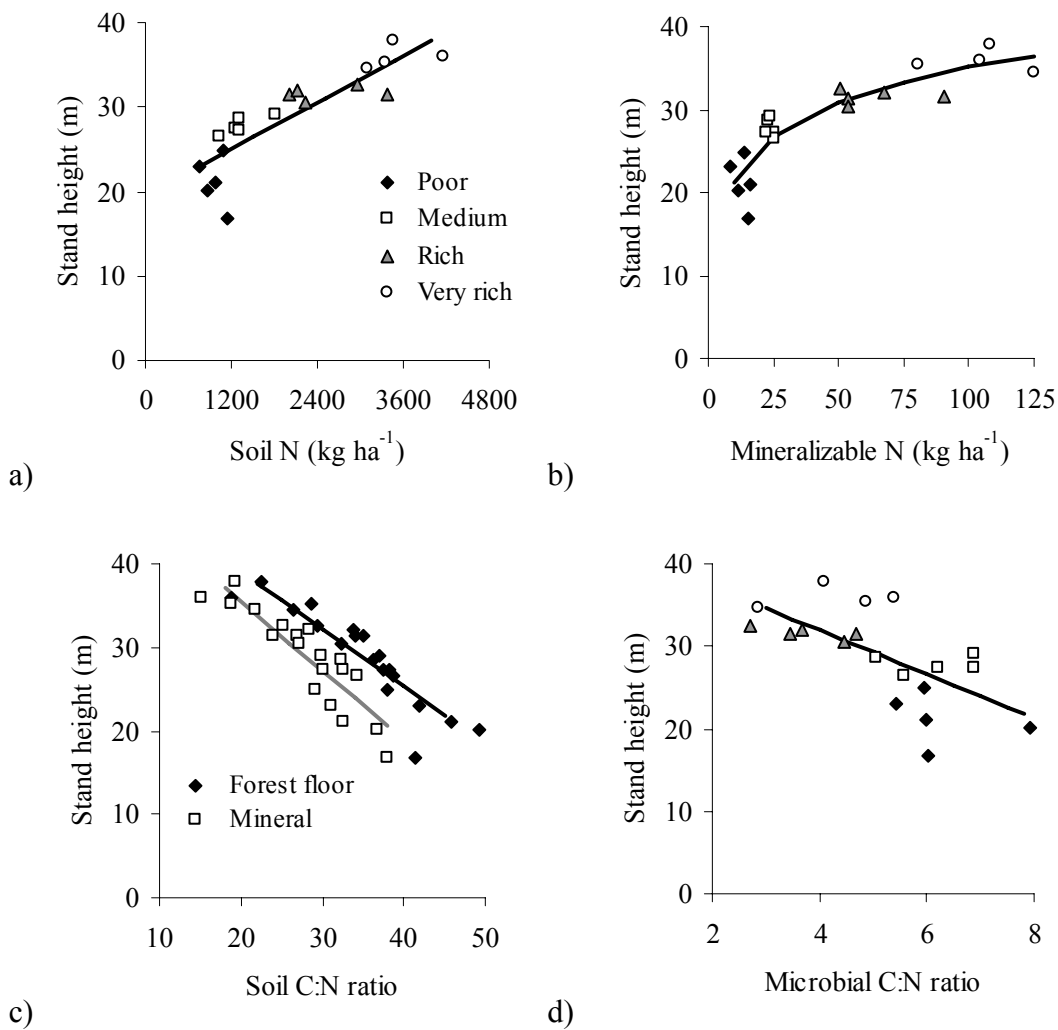 40
30
20
10
0
Stand height (m)
Poor
Medium
Rich
Very rich
0 1200 2400 3600 4800
Soil N (kg ha⁻¹)
a)
40
30
20
10
0
Stand height (m)
0 25 50 75 100 125
Mineralizable N (kg ha⁻¹)
b)
40
30
20
10
0
Stand height (m)
Forest floor
Mineral
10 20 30 40 50
Soil C:N ratio
c)
40
30
20
10
0
Stand height (m)
2 4 6 8
Microbial C:N ratio
d)